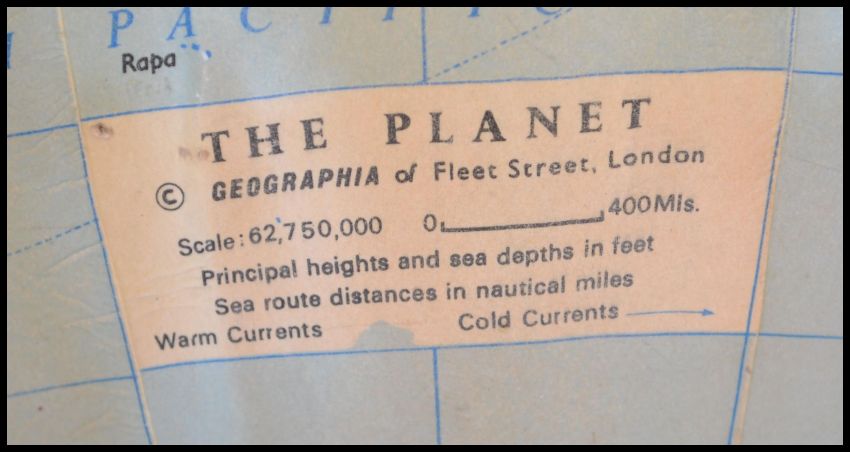 PACIFIC
Rapa
THE PLANET
© GEOGRAPHIA of Fleet Street, London
Scale: 62,750,000 0 400 Mls.
Principal heights and sea depths in feet
Sea route distances in nautical miles
Warm Currents Cold Currents